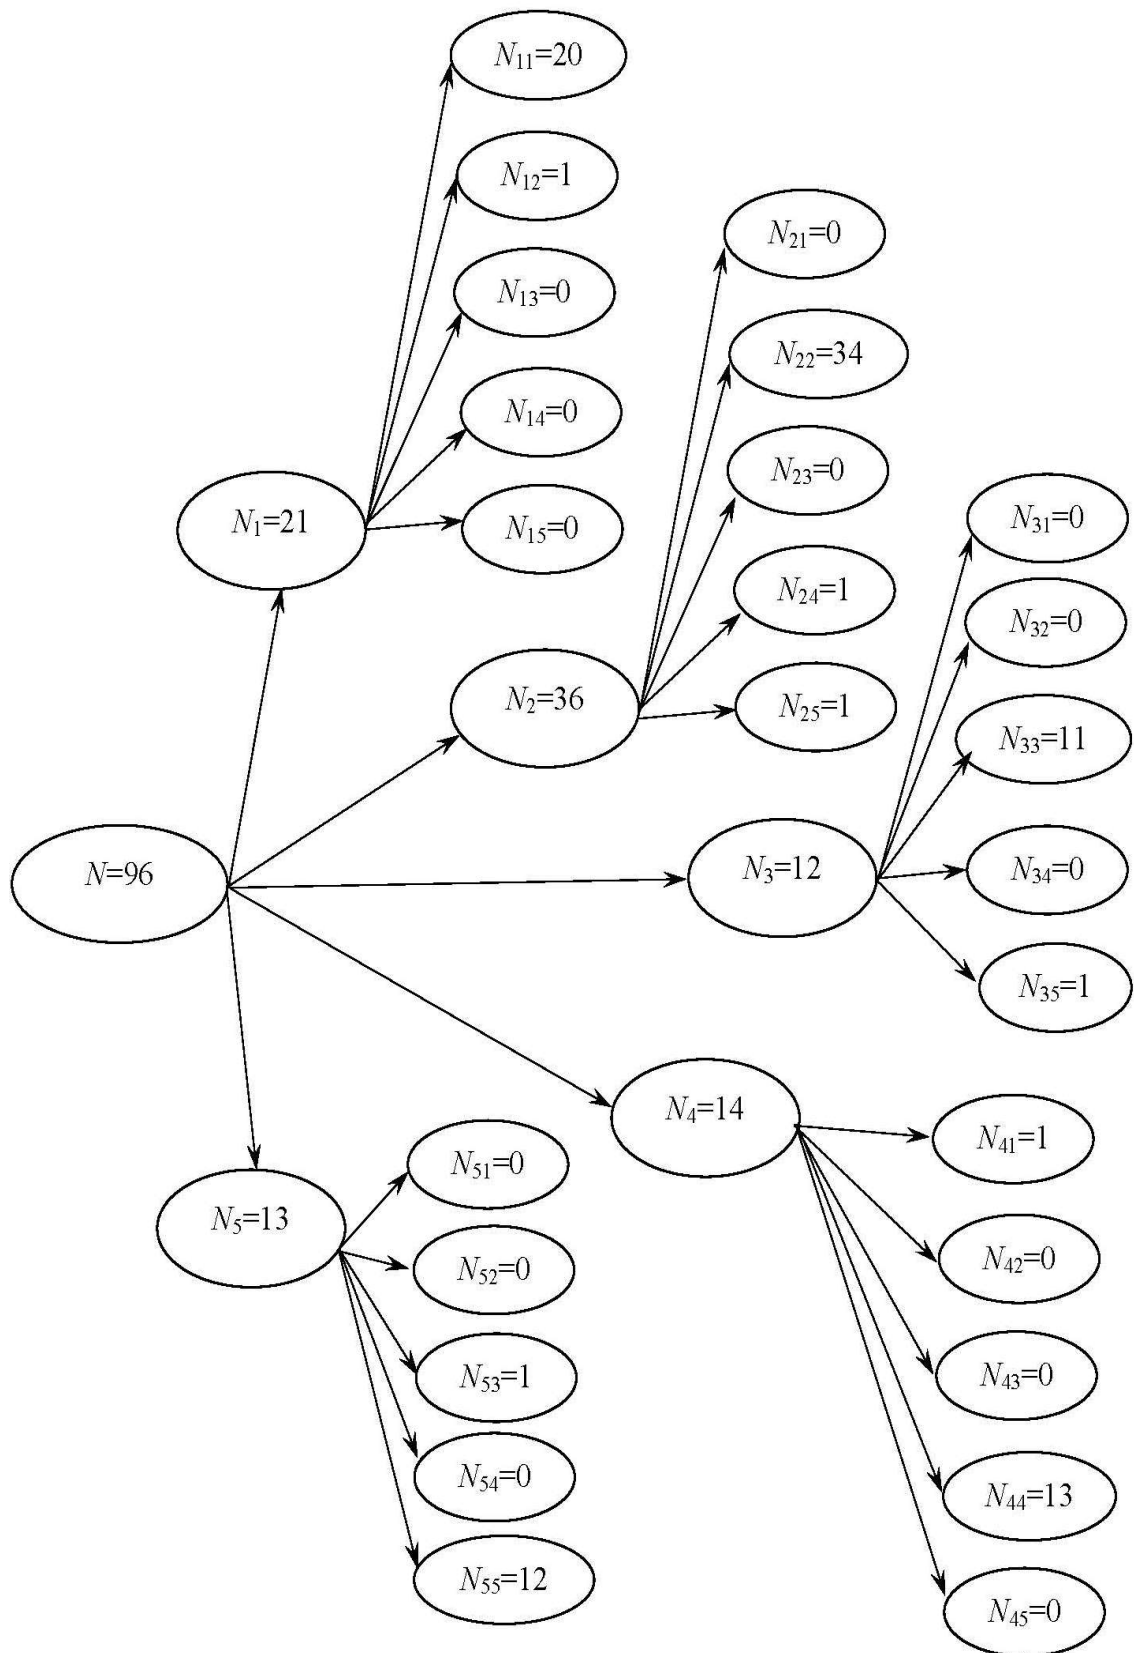 N₁₁=20
N₁₂=1
N₁₃=0
N₁₄=0
N₁₅=0
N₁=21
N₂₁=0
N₂₂=34
N₂₃=0
N₂₄=1
N₂₅=1
N₂=36
N₃₁=0
N₃₂=0
N₃₃=11
N₃₄=0
N₃₅=1
N₃=12
N=96
N₄=14
N₄₁=1
N₄₂=0
N₄₃=0
N₄₄=13
N₄₅=0
N₅=13
N₅₁=0
N₅₂=0
N₅₃=1
N₅₄=0
N₅₅=12